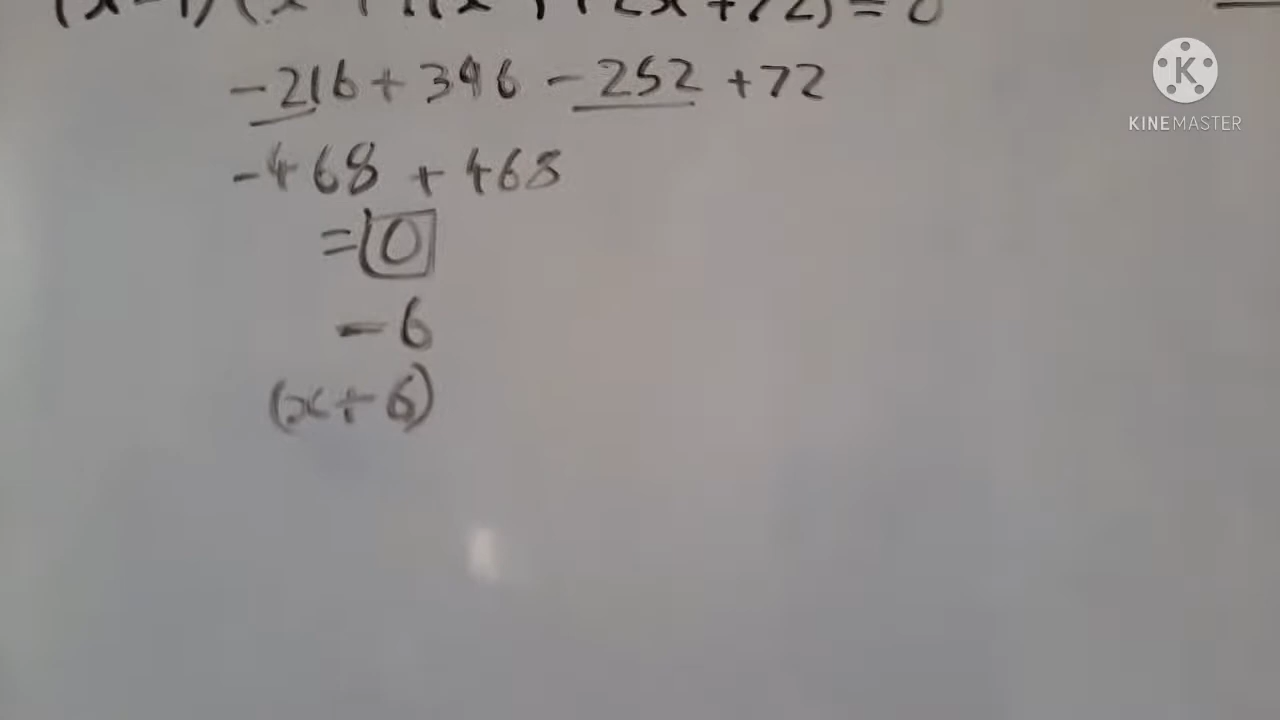 -216 + 396 - 252 + 72
KINEMASTER
-468 + 468
= 0
- 6
(x + 6)